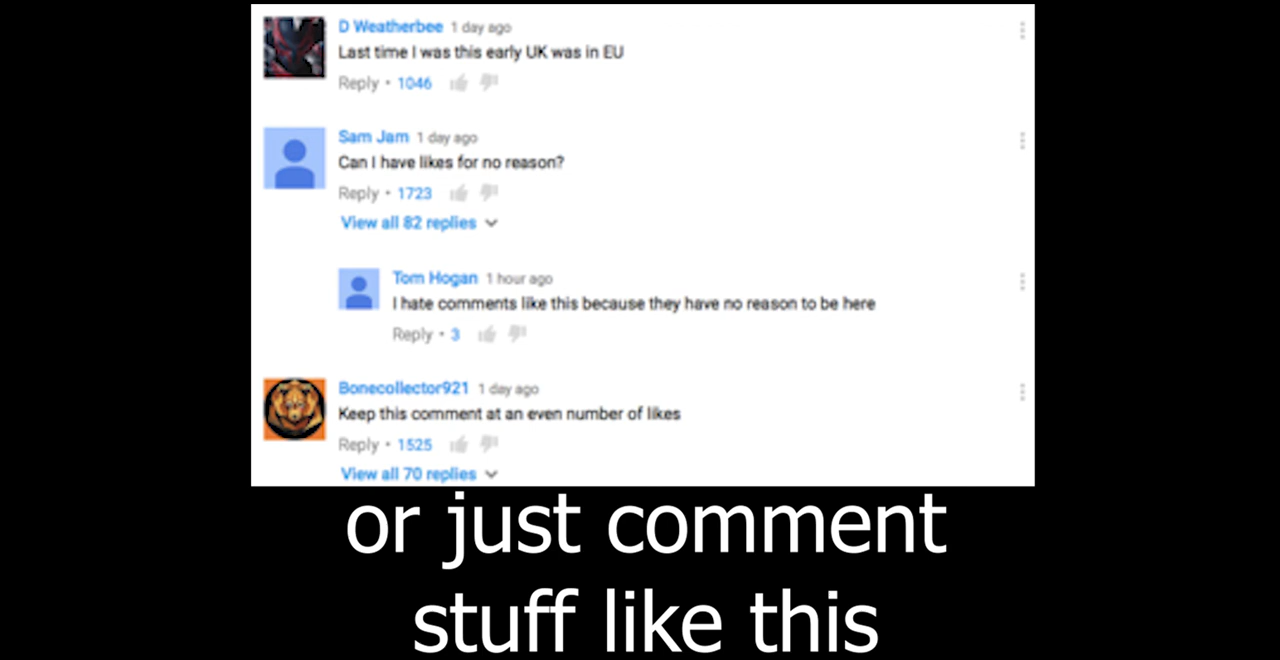 D Weatherbee 1 day ago
Last time I was this early UK was in EU
Reply • 1046
Sam Jam 1 day ago
Can I have likes for no reason?
Reply • 1723
View all 82 replies
Tom Hogan 1 hour ago
I hate comments like this because they have no reason to be here
Reply • 3
Bonecollector921 1 day ago
Keep this comment at an even number of likes
Reply • 1525
View all 70 replies
or just comment
stuff like this